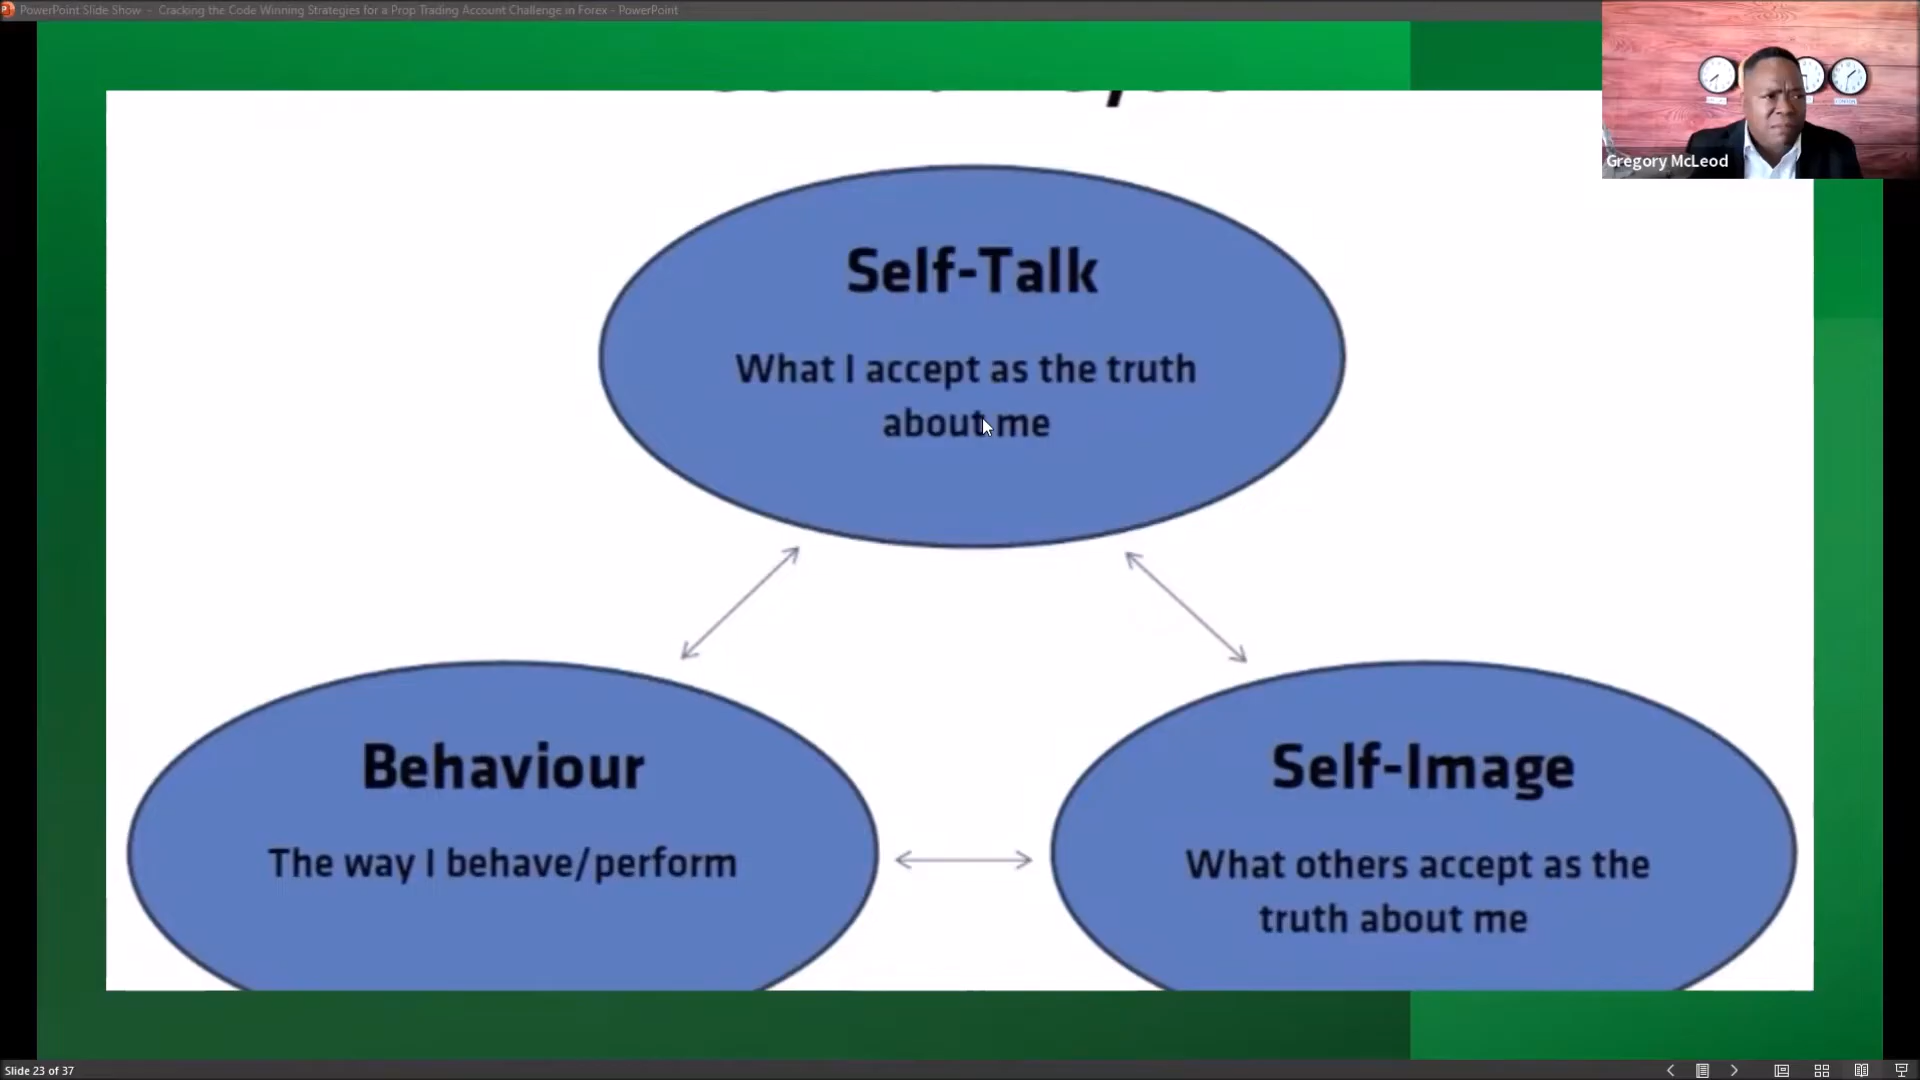 PowerPoint Slide Show - Cracking the Code Winning Strategies for a Prop Trading Account Challenge in Forex - PowerPoint
Gregory McLeod
Self-Talk
What I accept as the truth
about me
Behaviour
The way I behave/perform
Self-Image
What others accept as the
truth about me
Slide 23 of 37